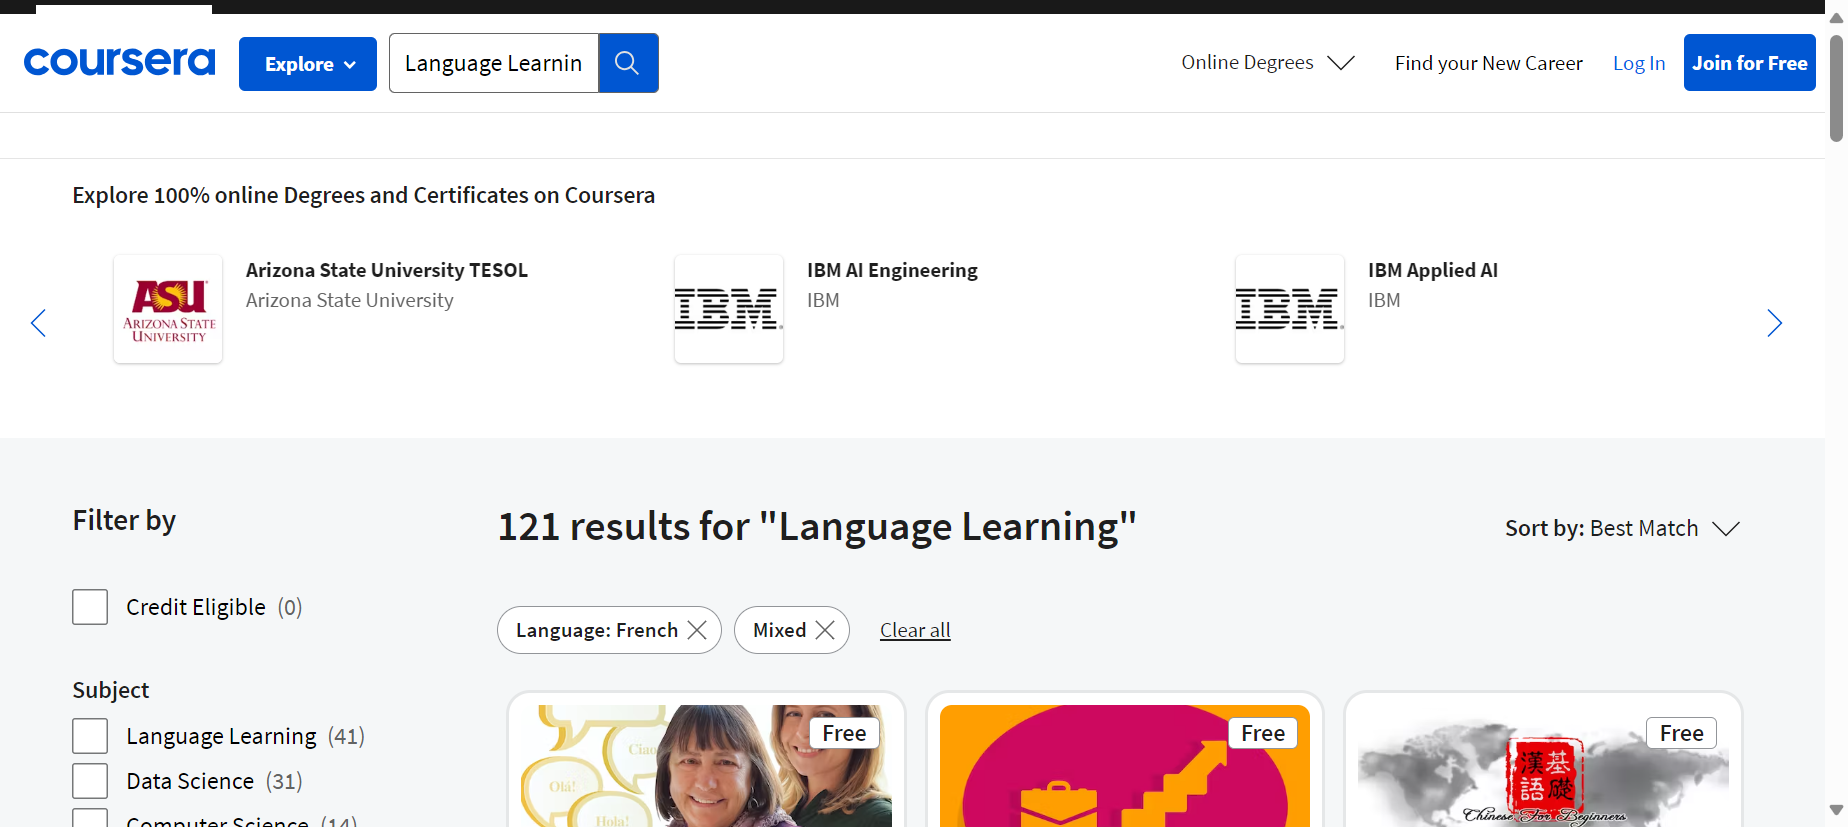 coursera
Explore
Language Learnin
Online Degrees
Find your New Career
Log In
Join for Free
Explore 100% online Degrees and Certificates on Coursera
ASU
ARIZONA STATE
UNIVERSITY
Arizona State University TESOL
Arizona State University
IBM.
IBM AI Engineering
IBM
IBM.
IBM Applied AI
IBM
Filter by
Credit Eligible (0)
Subject
Language Learning (41)
Data Science (31)
Computer Science (14)
121 results for "Language Learning"
Sort by: Best Match
Language: French
Mixed
Clear all
Ciao
Olá!
Hola!
Free
Free
Free
漢 基
語 礎
Chinese For Beginners